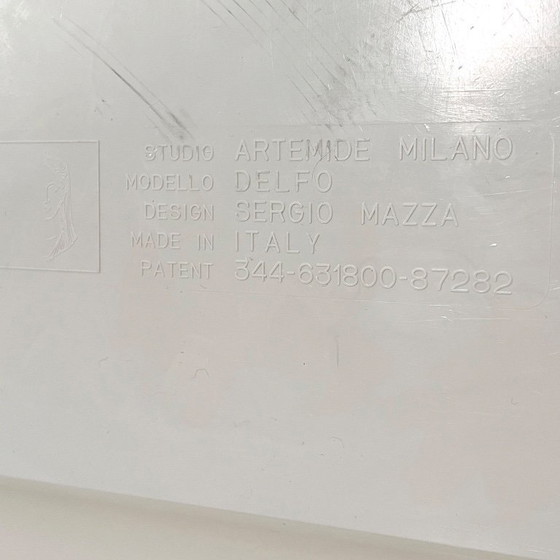 STUDIO ARTEMIDE MILANO
MODELLO DELFO
DESIGN SERGIO MAZZA
MADE IN ITALY
PATENT 344-631800-87282